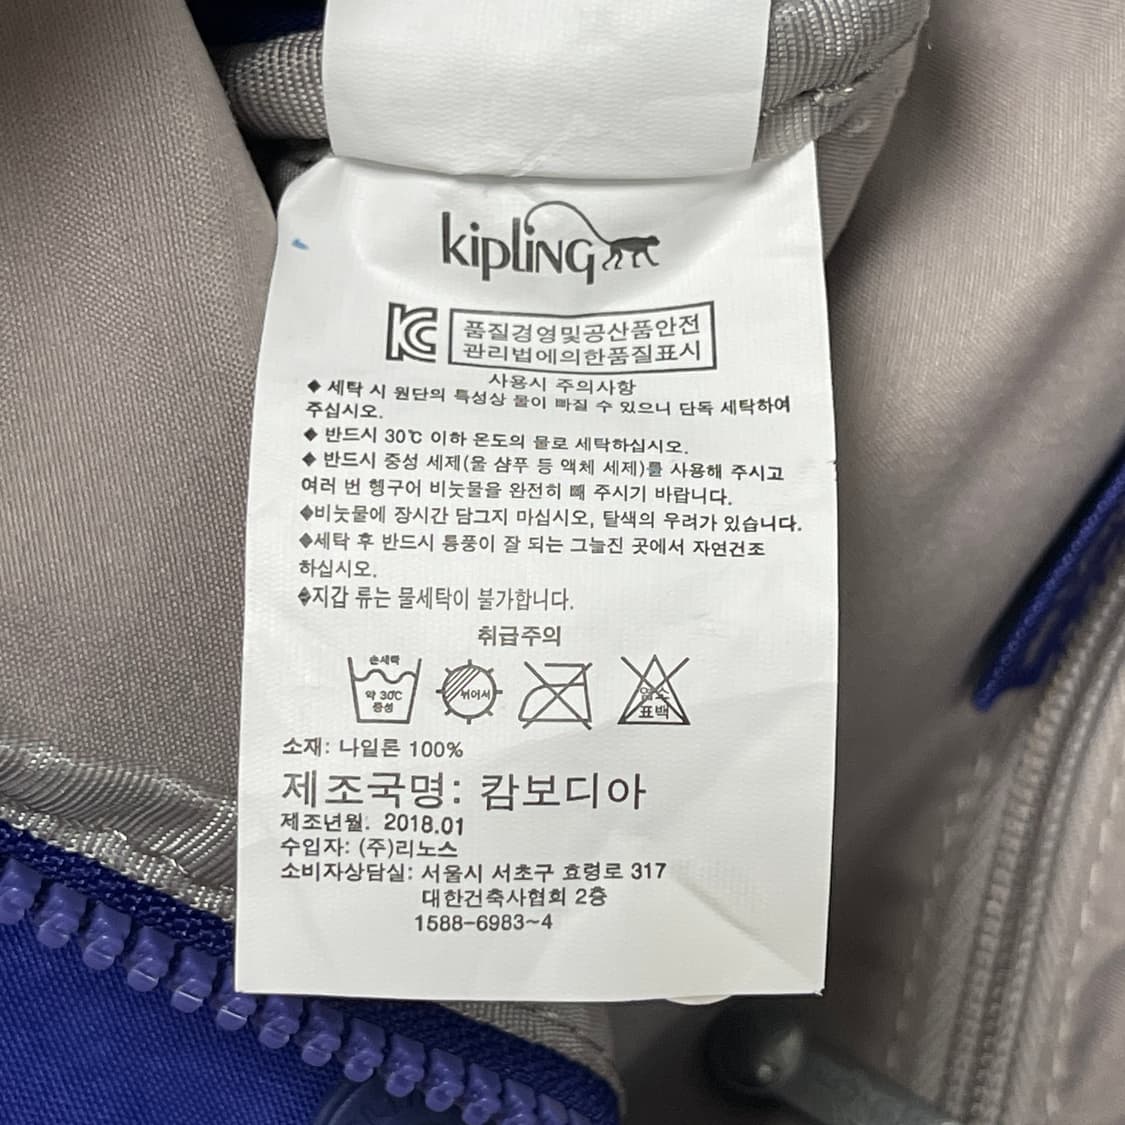 kipling
KC 품질경영및공산품안전
관리법에의한품질표시
사용시 주의사항
◆ 세탁 시 원단의 특성상 물이 빠질 수 있으니 단독 세탁하여
주십시오.
◆ 반드시 30℃ 이하 온도의 물로 세탁하십시오.
◆ 반드시 중성 세제(울 샴푸 등 액체 세제)를 사용해 주시고
여러 번 헹구어 비눗물을 완전히 빼 주시기 바랍니다.
◆비눗물에 장시간 담그지 마십시오, 탈색의 우려가 있습니다.
◆세탁 후 반드시 통풍이 잘 되는 그늘진 곳에서 자연건조
하십시오.
◆지갑 류는 물세탁이 불가합니다.
취급주의
손세탁
약 30℃
중성
뉘어서
염소
표백
소재: 나일론 100%
제조국명: 캄보디아
제조년월. 2018.01
수입자: (주)리노스
소비자상담실: 서울시 서초구 효령로 317
대한건축사협회 2층
1588-6983~4